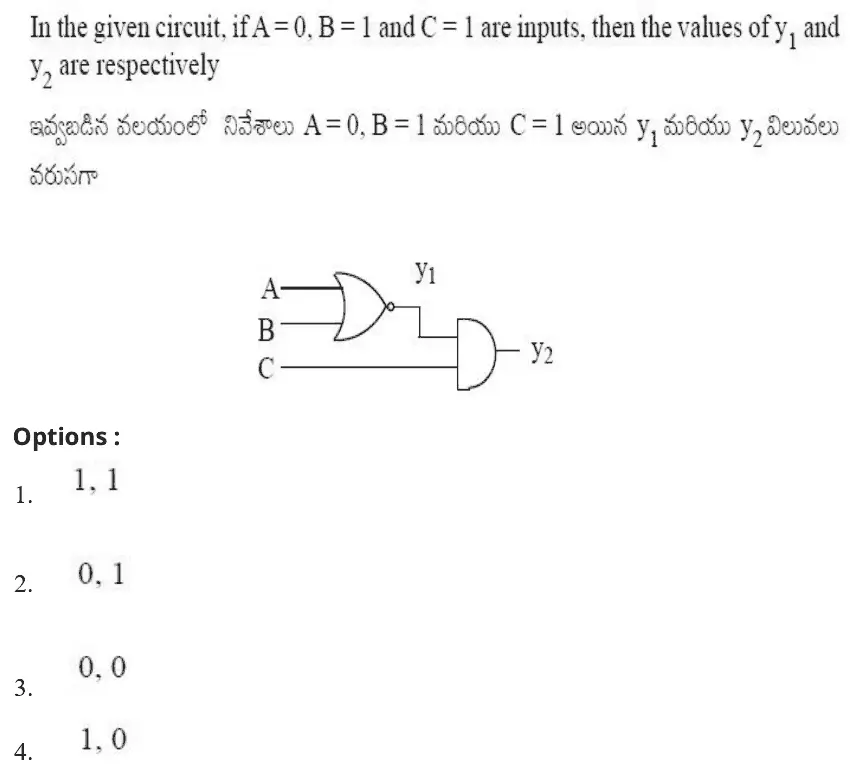 In the given circuit, if A = 0, B = 1 and C = 1 are inputs, then the values of y₁ and
y₂ are respectively
ఇవ్వబడిన వలయంలో నివేశాలు A = 0, B = 1 మరియు C = 1 అయిన y₁ మరియు y₂ విలువలు
వరుసగా
y₁
A
B
C
y₂
Options :
1. 1, 1
2. 0, 1
3. 0, 0
4. 1, 0